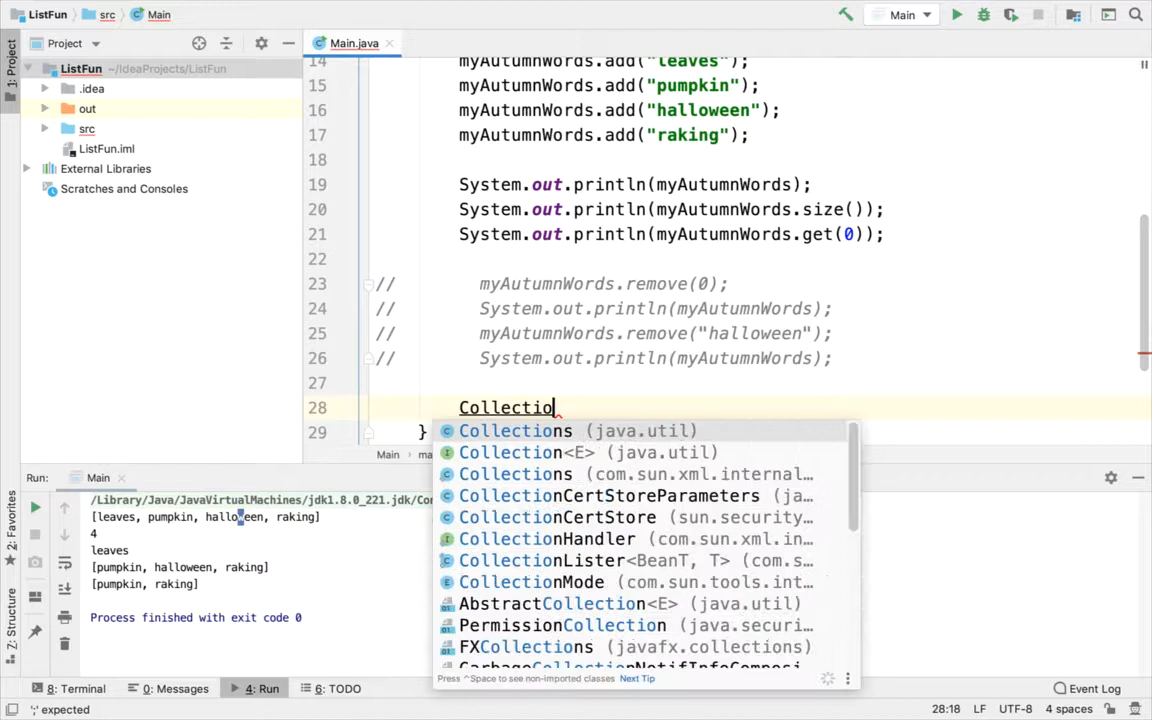 ListFun src Main
Main
1: Project
Project
Main.java
ListFun ~/IdeaProjects/ListFun
.idea
out
src
ListFun.iml
External Libraries
Scratches and Consoles
14 myAutumnWords.add("leaves");
15 myAutumnWords.add("pumpkin");
16 myAutumnWords.add("halloween");
17 myAutumnWords.add("raking");
18
19 System.out.println(myAutumnWords);
20 System.out.println(myAutumnWords.size());
21 System.out.println(myAutumnWords.get(0));
22
23 // myAutumnWords.remove(0);
24 // System.out.println(myAutumnWords);
25 // myAutumnWords.remove("halloween");
26 // System.out.println(myAutumnWords);
27
28 Collectio
29 }
Collections (java.util)
Collection<E> (java.util)
Collections (com.sun.xml.internal…
CollectionCertStoreParameters (ja…
CollectionCertStore (sun.security…
CollectionHandler (com.sun.xml.in…
CollectionLister<BeanT, T> (com.s…
CollectionMode (com.sun.tools.int…
AbstractCollection<E> (java.util)
PermissionCollection (java.securi…
FXCollections (javafx.collections)
GarbageCollectionNotifInfoComposi
Press ^Space to see non-imported classes Next Tip
Main ma
Run: Main
/Library/Java/JavaVirtualMachines/jdk1.8.0_221.jdk/Con
[leaves, pumpkin, halloween, raking]
4
leaves
[pumpkin, halloween, raking]
[pumpkin, raking]
Process finished with exit code 0
2: Favorites
7: Structure
8: Terminal 0: Messages 4: Run 6: TODO Event Log
';' expected 28:18 LF UTF-8 4 spaces